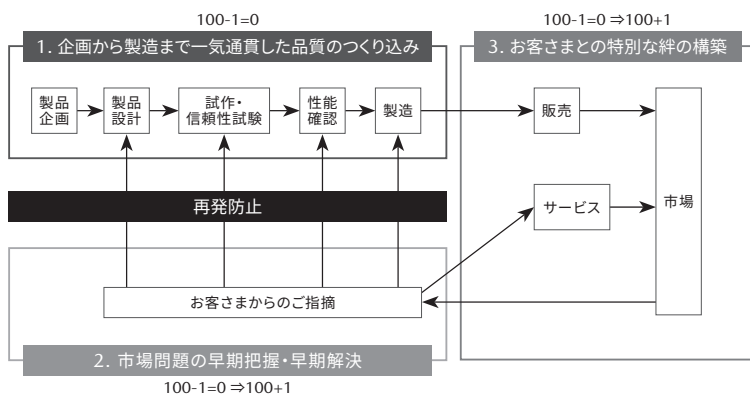 100-1=0
100-1=0 ⇒100+1
1. 企画から製造まで一気通貫した品質のつくり込み
3. お客さまとの特別な絆の構築
製品
企画
製品
設計
試作・
信頼性試験
性能
確認
製造
販売
市場
サービス
再発防止
お客さまからのご指摘
2. 市場問題の早期把握・早期解決
100-1=0 ⇒100+1